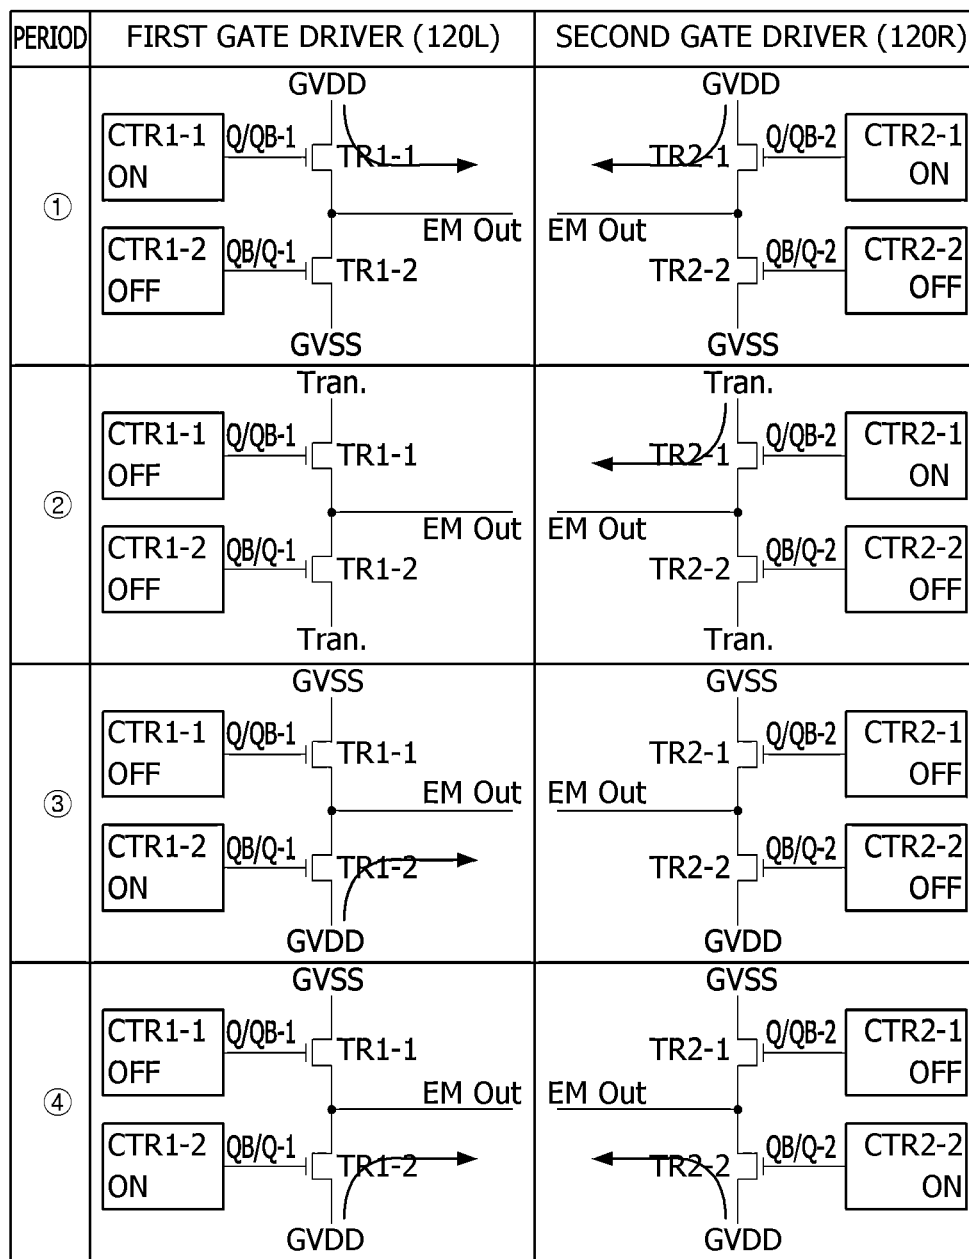 PERIOD FIRST GATE DRIVER (120L) SECOND GATE DRIVER (120R)
GVDD GVDD
CTR1-1 Q/QB-1 TR1-1 TR2-1 Q/QB-2 CTR2-1
ON ON
①
EM Out EM Out
CTR1-2 QB/Q-1 TR1-2 TR2-2 QB/Q-2 CTR2-2
OFF OFF
GVSS GVSS
Tran. Tran.
CTR1-1 Q/QB-1 TR1-1 TR2-1 Q/QB-2 CTR2-1
OFF ON
②
EM Out EM Out
CTR1-2 QB/Q-1 TR1-2 TR2-2 QB/Q-2 CTR2-2
OFF OFF
Tran. Tran.
GVSS GVSS
CTR1-1 Q/QB-1 TR1-1 TR2-1 Q/QB-2 CTR2-1
OFF OFF
③
EM Out EM Out
CTR1-2 QB/Q-1 TR1-2 TR2-2 QB/Q-2 CTR2-2
ON OFF
GVDD GVDD
GVSS GVSS
CTR1-1 Q/QB-1 TR1-1 TR2-1 Q/QB-2 CTR2-1
OFF OFF
④
EM Out EM Out
CTR1-2 QB/Q-1 TR1-2 TR2-2 QB/Q-2 CTR2-2
ON ON
GVDD GVDD